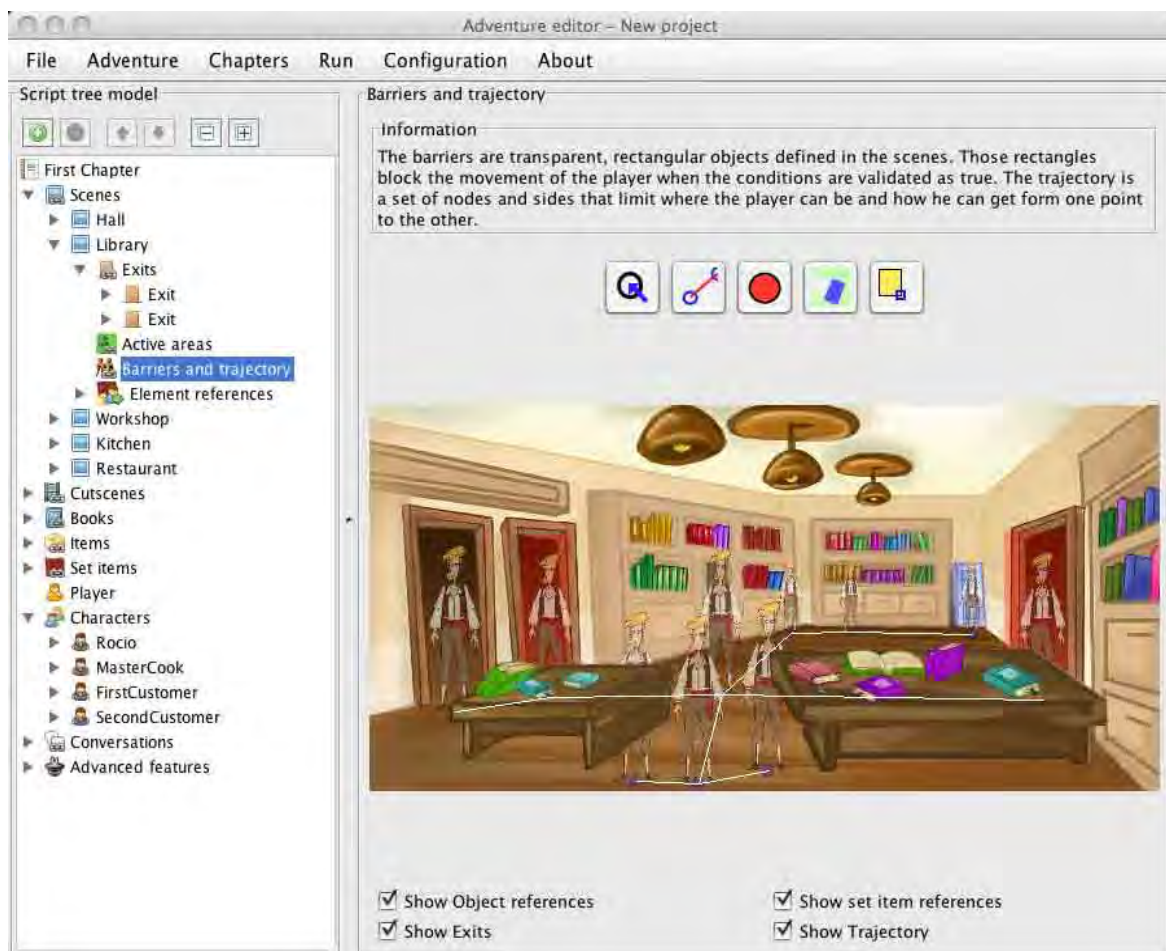 Adventure editor – New project
File Adventure Chapters Run Configuration About
Script tree model
First Chapter
Scenes
Hall
Library
Exits
Exit
Exit
Active areas
Barriers and trajectory
Element references
Workshop
Kitchen
Restaurant
Cutscenes
Books
Items
Set items
Player
Characters
Rocio
MasterCook
FirstCustomer
SecondCustomer
Conversations
Advanced features
Barriers and trajectory
Information
The barriers are transparent, rectangular objects defined in the scenes. Those rectangles
block the movement of the player when the conditions are validated as true. The trajectory is
a set of nodes and sides that limit where the player can be and how he can get form one point
to the other.
Show Object references
Show set item references
Show Exits
Show Trajectory